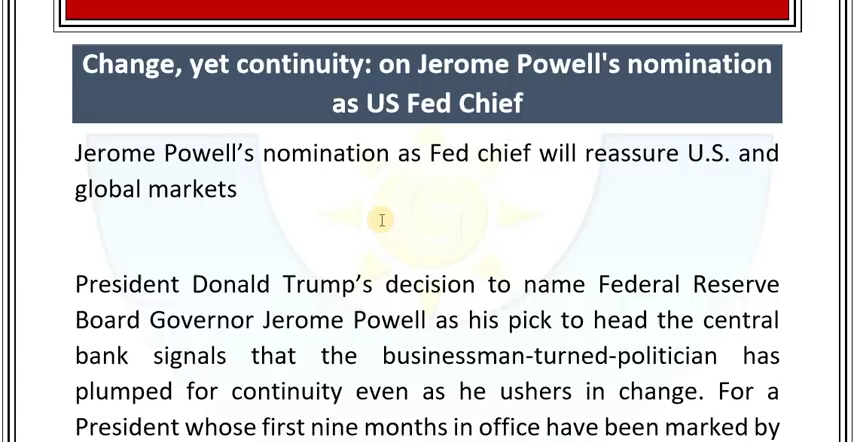 Change, yet continuity: on Jerome Powell's nomination
as US Fed Chief
Jerome Powell’s nomination as Fed chief will reassure U.S. and
global markets
President Donald Trump’s decision to name Federal Reserve
Board Governor Jerome Powell as his pick to head the central
bank signals that the businessman-turned-politician has
plumped for continuity even as he ushers in change. For a
President whose first nine months in office have been marked by